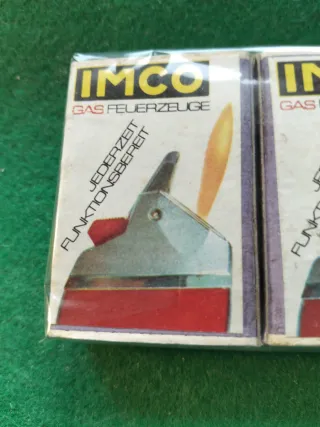 IMCO
GAS FEUERZEUGE
JEDERZEIT
FUNKTIONSBEREIT